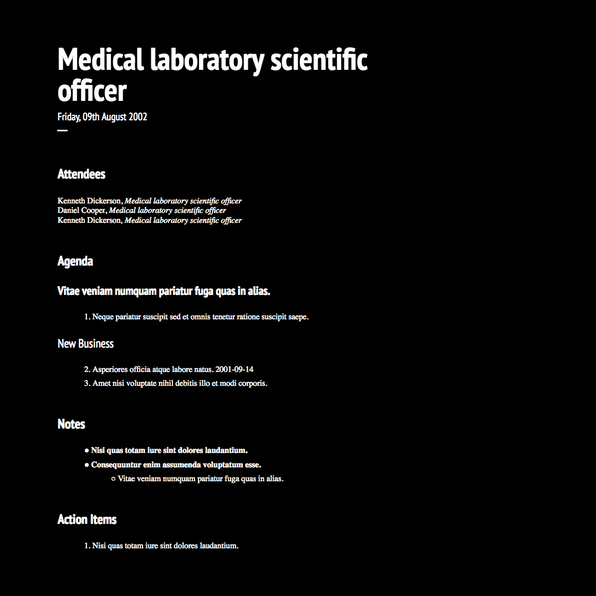 Medical laboratory scientific
officer
Friday, 09th August 2002
Attendees
Kenneth Dickerson, Medical laboratory scientific officer
Daniel Cooper, Medical laboratory scientific officer
Kenneth Dickerson, Medical laboratory scientific officer
Agenda
Vitae veniam numquam pariatur fuga quas in alias.
1. Neque pariatur suscipit sed et omnis tenetur ratione suscipit saepe.
New Business
2. Asperiores officia atque labore natus. 2001-09-14
3. Amet nisi voluptate nihil debitis illo et modi corporis.
Notes
● Nisi quas totam iure sint dolores laudantium.
● Consequuntur enim assumenda voluptatum esse.
○ Vitae veniam numquam pariatur fuga quas in alias.
Action Items
1. Nisi quas totam iure sint dolores laudantium.